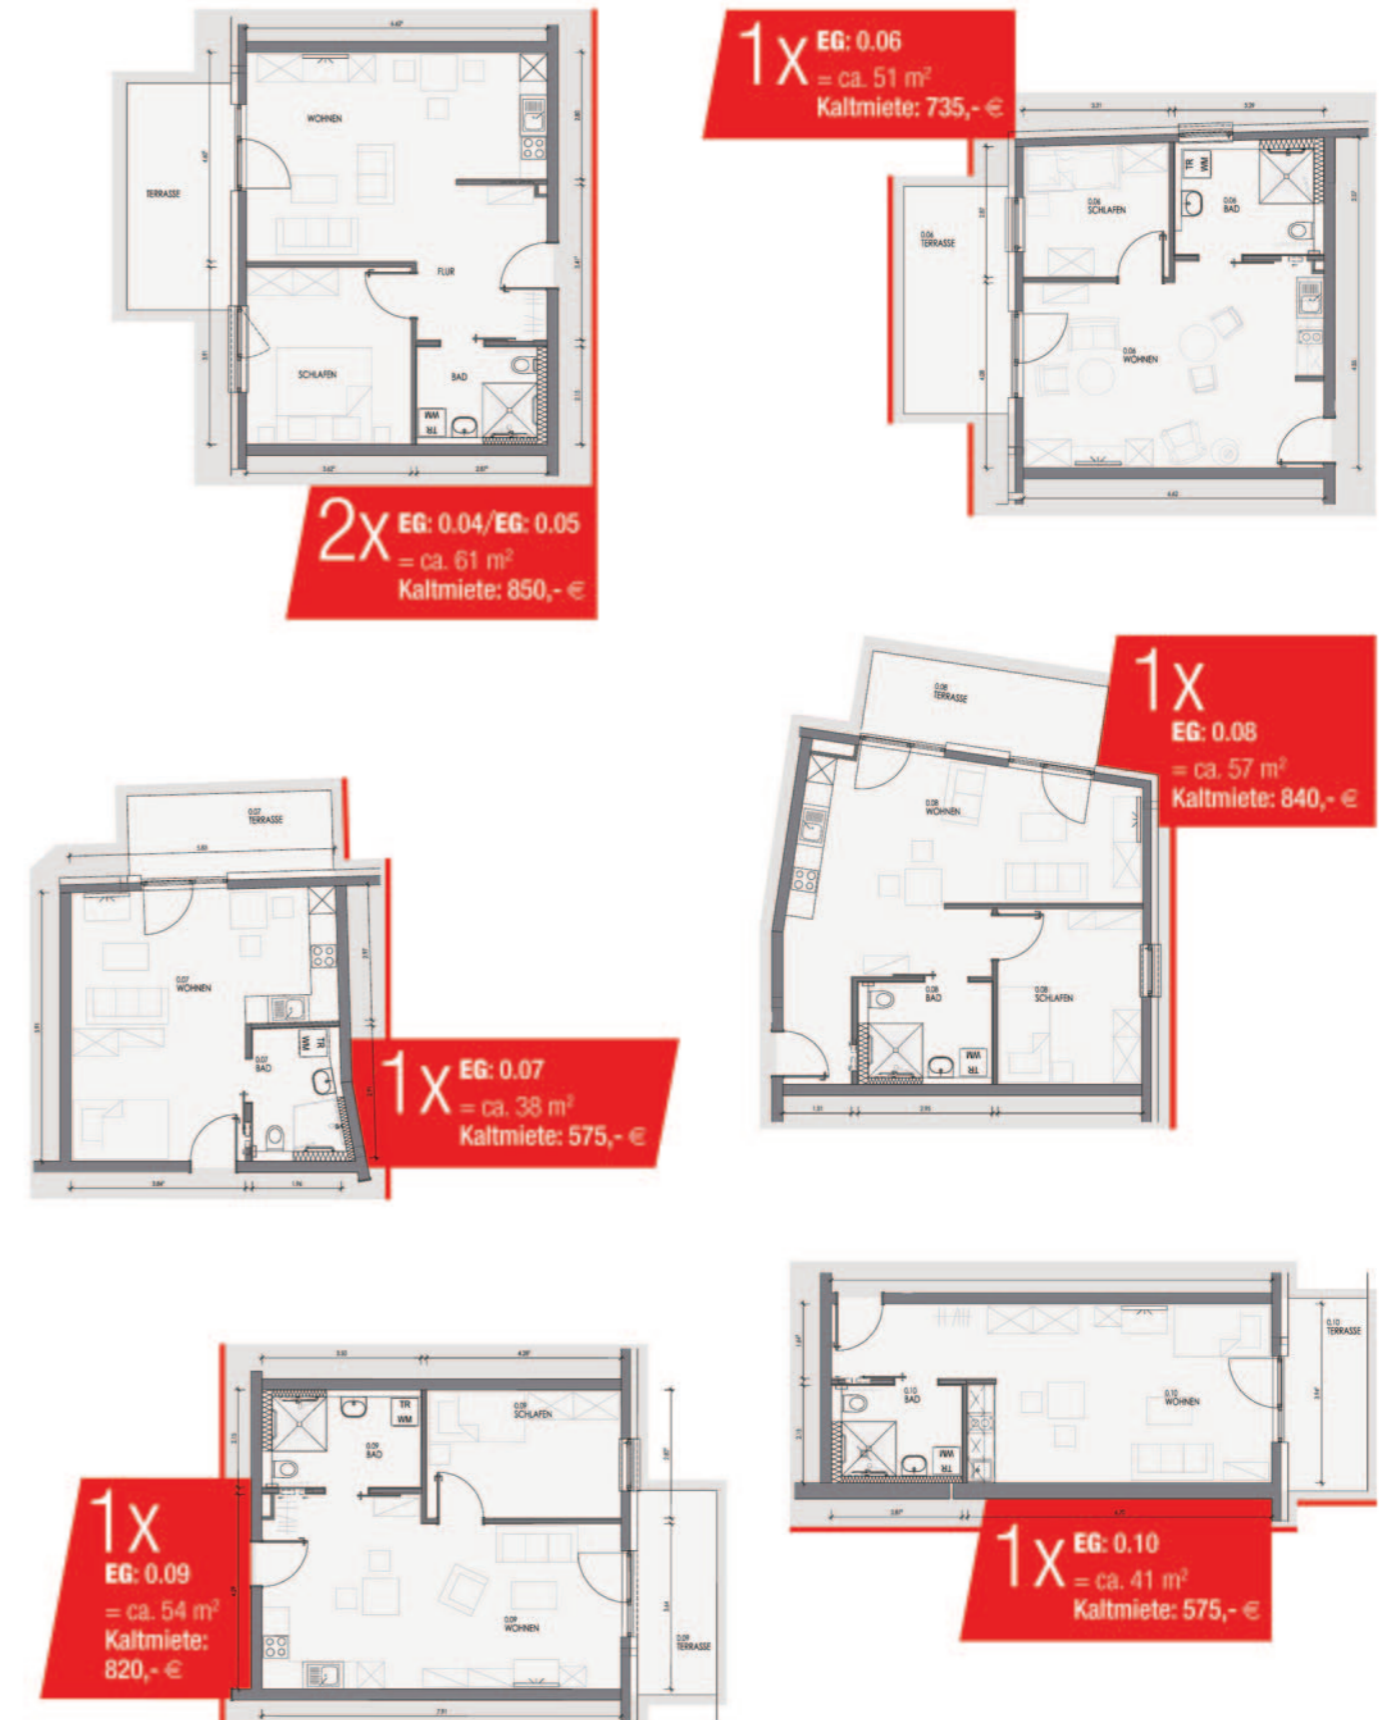 WOHNEN
TERRASSE
FLUR
SCHLAFEN
BAD
WM
TR
2x EG: 0.04/EG: 0.05
= ca. 61 m²
Kaltmiete: 850,- €
1x EG: 0.06
= ca. 51 m²
Kaltmiete: 735,- €
TR
WM
0.06
SCHLAFEN
0.06
BAD
0.06
TERRASSE
0.06
WOHNEN
4.62
0.07
TERRASSE
0.07
WOHNEN
0.07
BAD
WM
TR
1x EG: 0.07
= ca. 38 m²
Kaltmiete: 575,- €
1x
EG: 0.08
= ca. 57 m²
Kaltmiete: 840,- €
0.08
TERRASSE
0.08
WOHNEN
0.08
BAD
0.08
SCHLAFEN
WM
TR
0.09
SCHLAFEN
TR
WM
0.09
BAD
0.09
WOHNEN
0.09
TERRASSE
1x
EG: 0.09
= ca. 54 m²
Kaltmiete:
820,- €
0.10
TERRASSE
0.10
BAD
0.10
WOHNEN
WM
TR
1x EG: 0.10
= ca. 41 m²
Kaltmiete: 575,- €